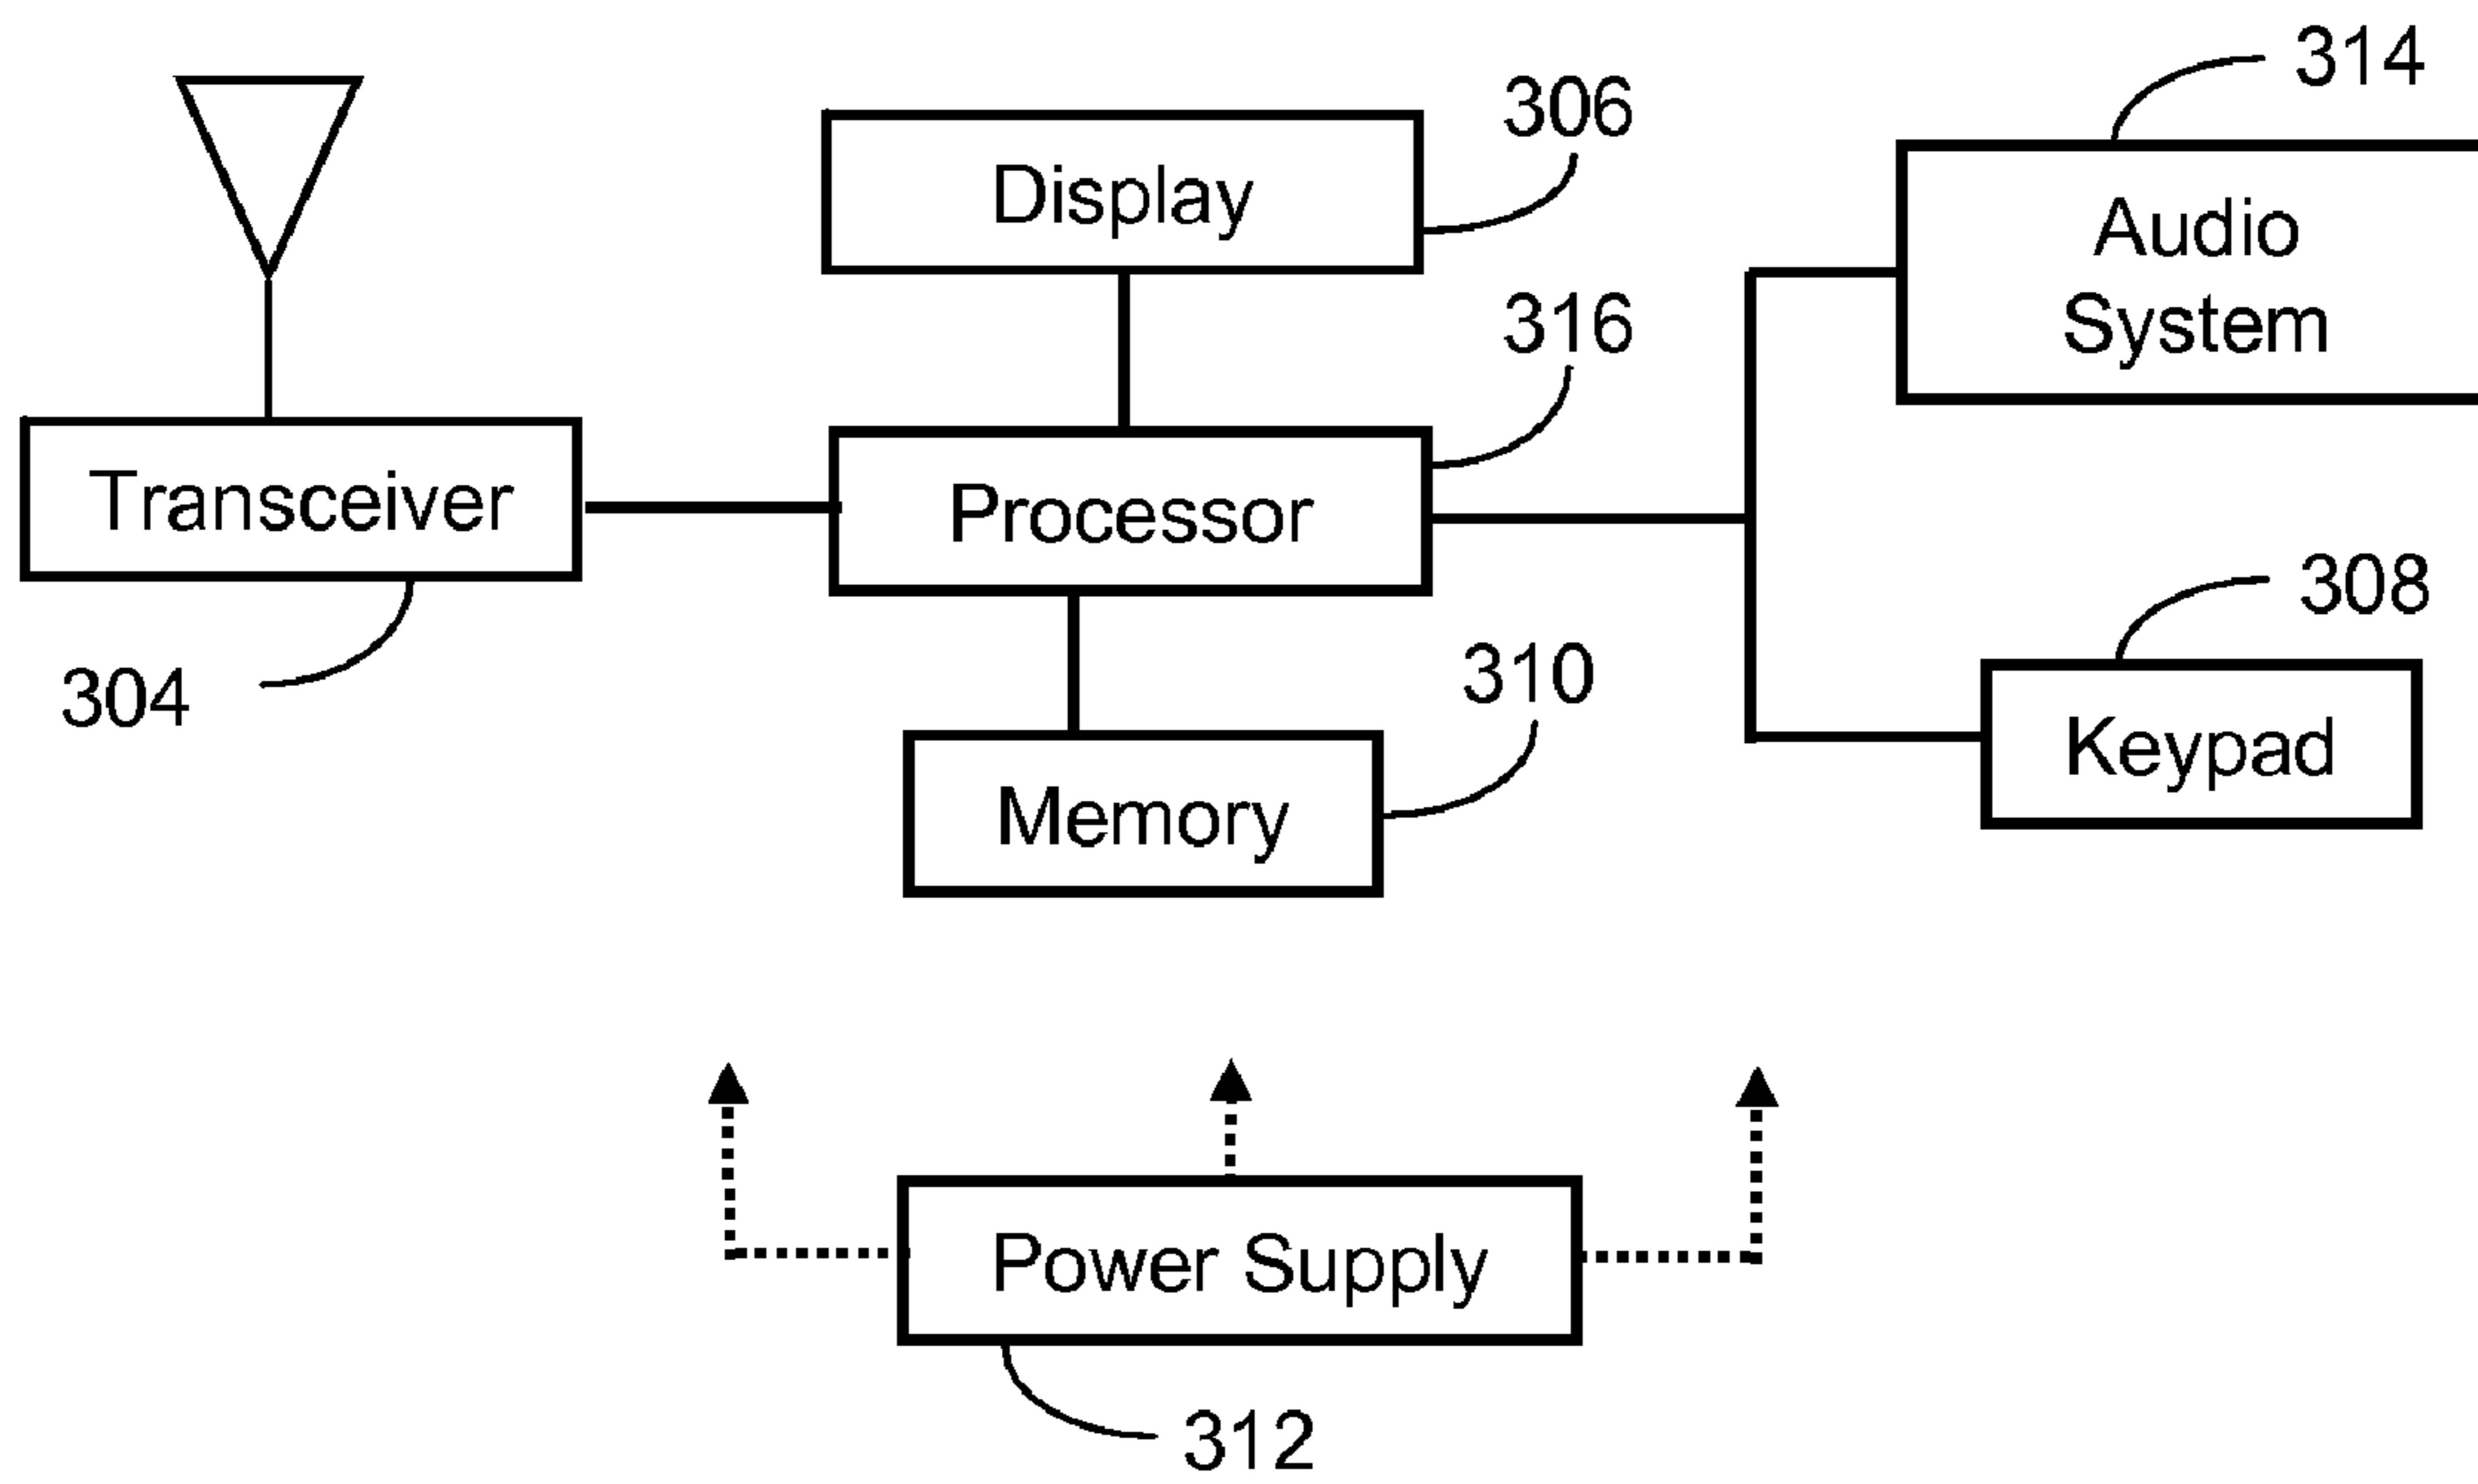 314
306
Display
Audio
System
316
Transceiver
Processor
308
304
310
Keypad
Memory
Power Supply
312